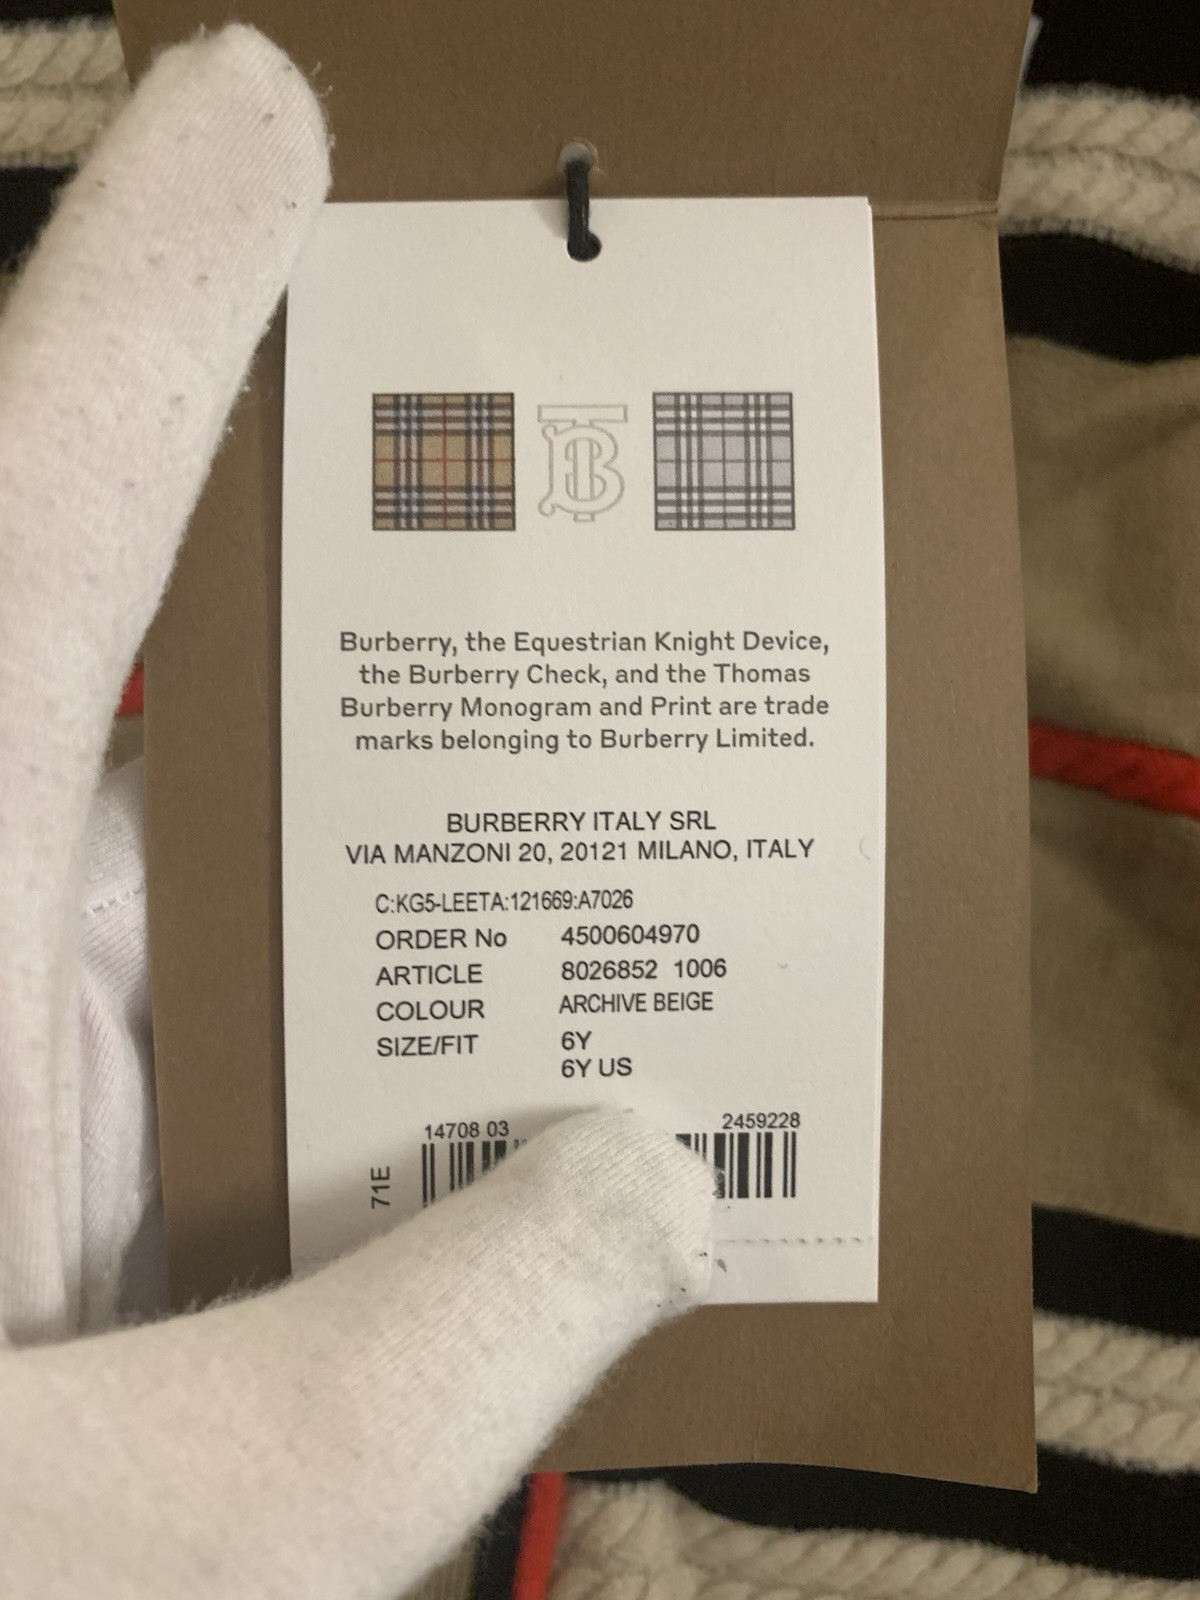 Burberry, the Equestrian Knight Device,
the Burberry Check, and the Thomas
Burberry Monogram and Print are trade
marks belonging to Burberry Limited.
BURBERRY ITALY SRL
VIA MANZONI 20, 20121 MILANO, ITALY
C:KG5-LEETA:121669:A7026
ORDER No 4500604970
ARTICLE 8026852 1006
COLOUR ARCHIVE BEIGE
SIZE/FIT 6Y
6Y US
14708 03 2459228
71E